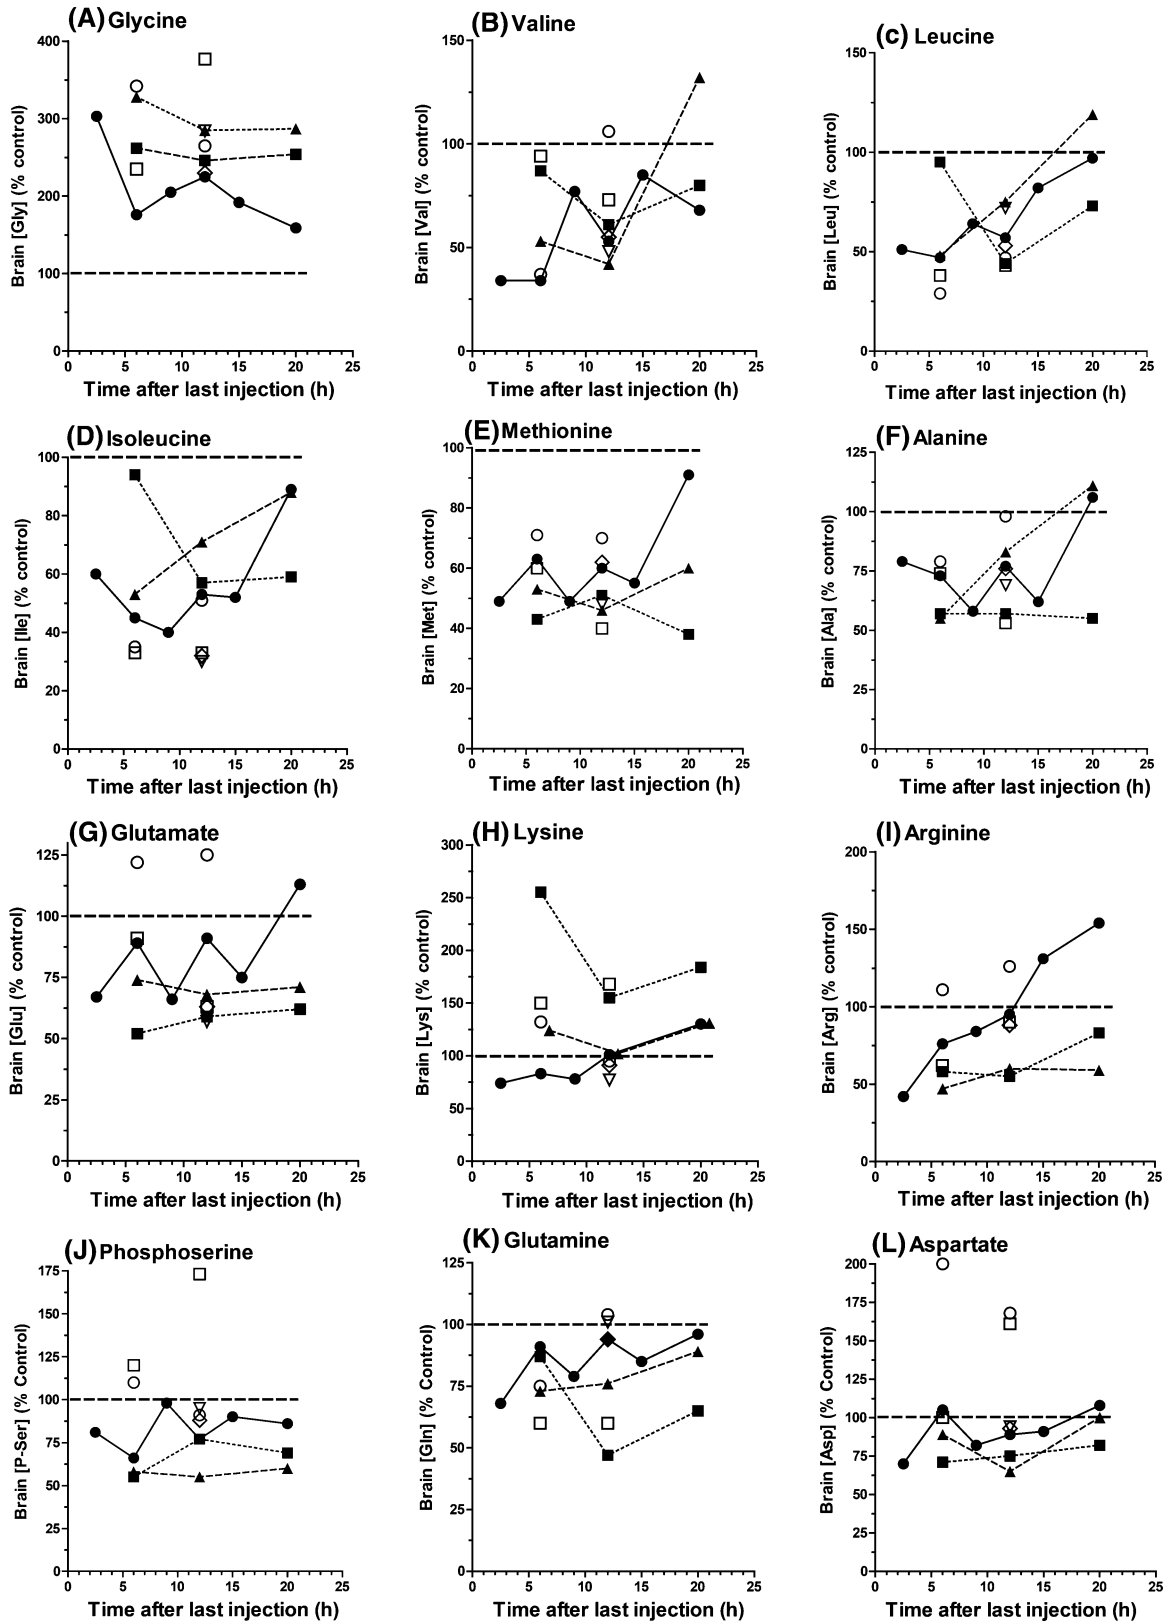 (A) Glycine
Brain [Gly] (% control)
400
300
200
100
0
0 5 10 15 20 25
Time after last injection (h)
(B) Valine
Brain [Val] (% control)
150
100
50
0
0 5 10 15 20 25
Time after last injection (h)
(c) Leucine
Brain [Leu] (% control)
150
100
50
0
0 5 10 15 20 25
Time after last injection (h)
(D) Isoleucine
Brain [Ile] (% control)
100
80
60
40
20
0
0 5 10 15 20 25
Time after last injection (h)
(E) Methionine
Brain [Met] (% control)
100
80
60
40
20
0
0 5 10 15 20 25
Time after last injection (h)
(F) Alanine
Brain [Ala] (% control)
125
100
75
50
25
0
0 5 10 15 20 25
Time after last injection (h)
(G) Glutamate
Brain [Glu] (% control)
125
100
75
50
25
0
0 5 10 15 20 25
Time after last injection (h)
(H) Lysine
Brain [Lys] (% control)
300
250
200
150
100
50
0
0 5 10 15 20 25
Time after last injection (h)
(I) Arginine
Brain [Arg] (% control)
200
150
100
50
0
0 5 10 15 20 25
Time after last injection (h)
(J) Phosphoserine
Brain [P-Ser] (% Control)
175
150
125
100
75
50
25
0
0 5 10 15 20 25
Time after last injection (h)
(K) Glutamine
Brain [Gln] (% Control)
125
100
75
50
25
0
0 5 10 15 20 25
Time after last injection (h)
(L) Aspartate
Brain [Asp] (% Control)
200
175
150
125
100
75
50
25
0
0 5 10 15 20 25
Time after last injection (h)